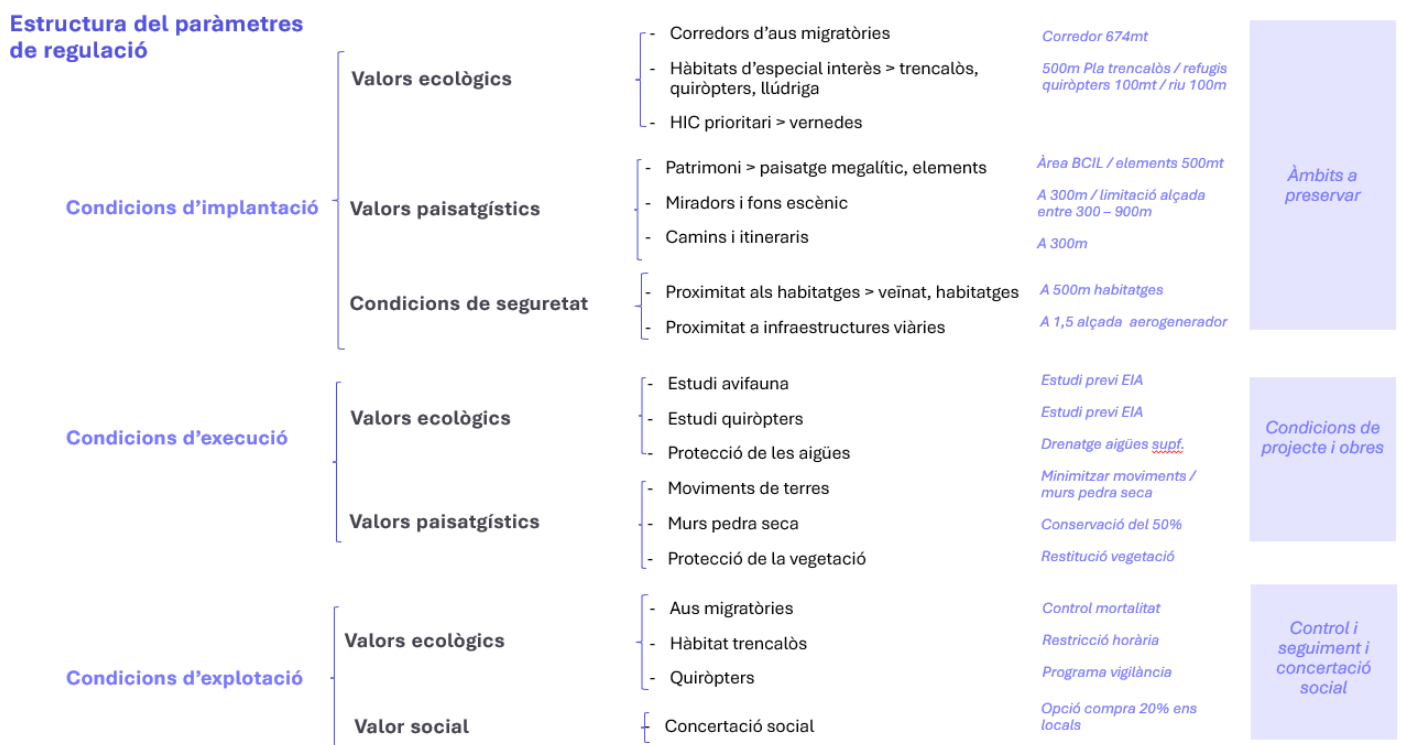 Estructura del paràmetres
de regulació
Condicions d'implantació
Valors ecològics
- Corredors d'aus migratòries
Corredor 674mt
- Hàbitats d'especial interès > trencalòs,
quiròpters, llúdriga
500m Pla trencalòs / refugis
quiròpters 100mt / riu 100m
- HIC prioritari > vernedes
Valors paisatgístics
- Patrimoni > paisatge megalític, elements
Àrea BCIL / elements 500mt
- Miradors i fons escènic
A 300m / limitació alçada
entre 300 – 900m
- Camins i itineraris
A 300m
Condicions de seguretat
- Proximitat als habitatges > veïnat, habitatges
A 500m habitatges
- Proximitat a infraestructures viàries
A 1,5 alçada aerogenerador
Àmbits a
preservar
Condicions d'execució
Valors ecològics
- Estudi avifauna
Estudi previ EIA
- Estudi quiròpters
Estudi previ EIA
- Protecció de les aigües
Drenatge aigües supf.
Valors paisatgístics
- Moviments de terres
Minimitzar moviments /
murs pedra seca
- Murs pedra seca
Conservació del 50%
- Protecció de la vegetació
Restitució vegetació
Condicions de
projecte i obres
Condicions d'explotació
Valors ecològics
- Aus migratòries
Control mortalitat
- Hàbitat trencalòs
Restricció horària
- Quiròpters
Programa vigilància
Valor social
- Concertació social
Opció compra 20% ens
locals
Control i
seguiment i
concertació
social